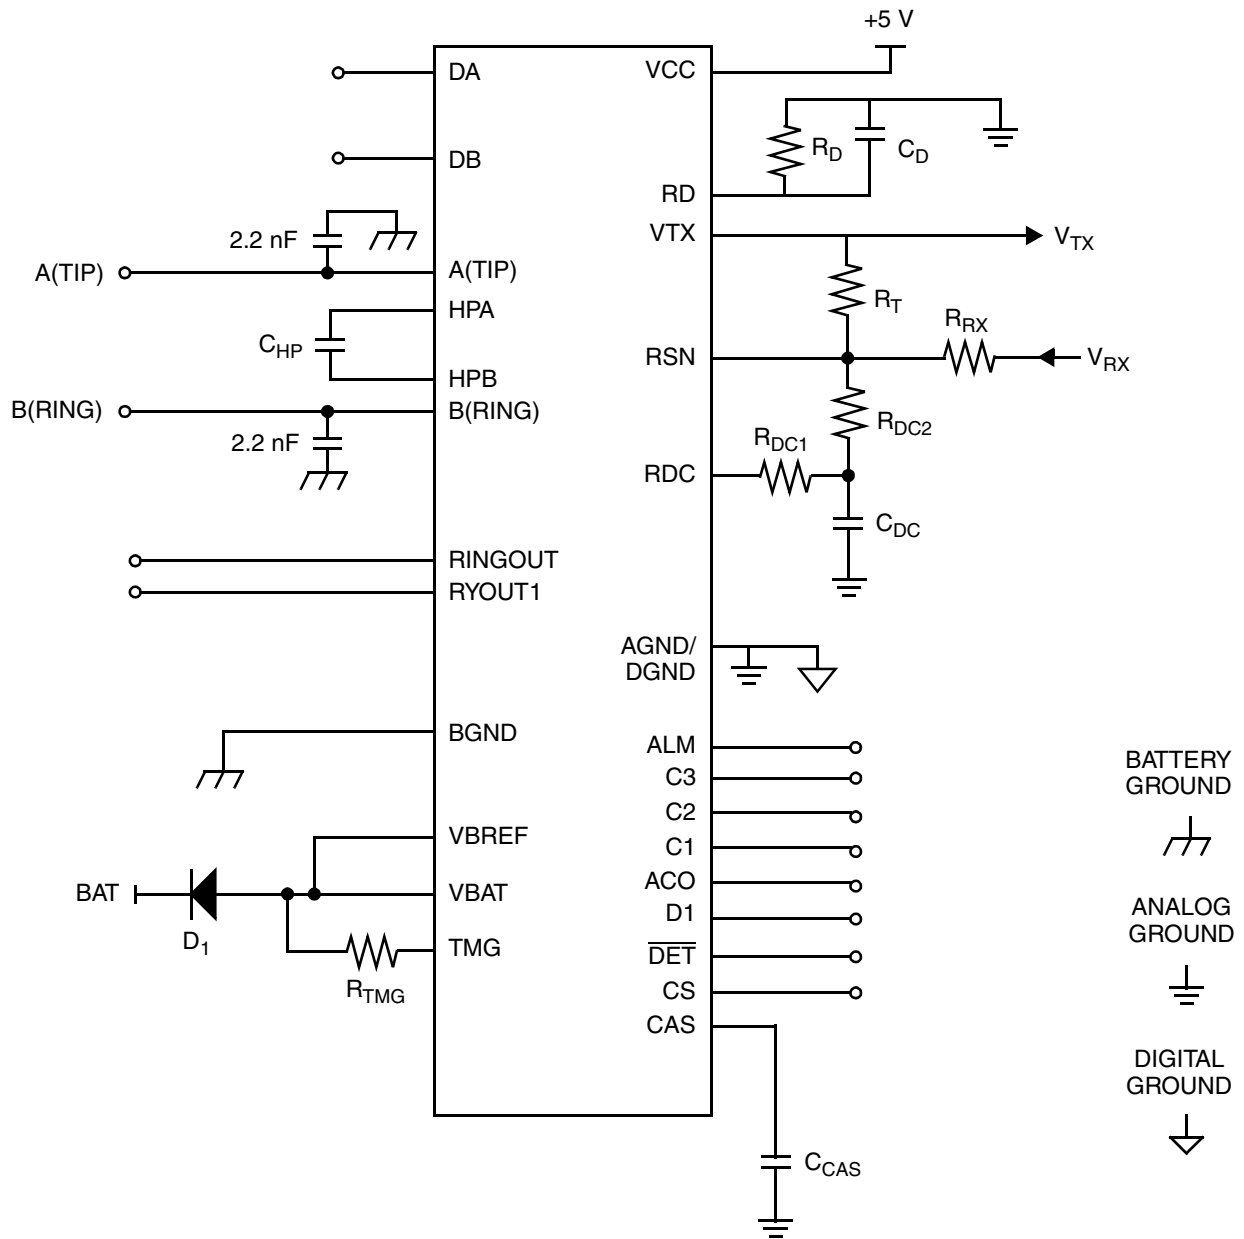 +5 V
DA
VCC
R_D
C_D
DB
RD
2.2 nF
VTX
V_TX
A(TIP)
A(TIP)
R_T
HPA
R_RX
C_HP
RSN
V_RX
HPB
B(RING)
B(RING)
R_DC2
2.2 nF
R_DC1
RDC
C_DC
RINGOUT
RYOUT1
AGND/
DGND
BGND
ALM
C3
BATTERY
GROUND
C2
VBREF
C1
ACO
BAT
VBAT
D1
ANALOG
GROUND
D_1
TMG
DET
R_TMG
CS
CAS
DIGITAL
GROUND
C_CAS